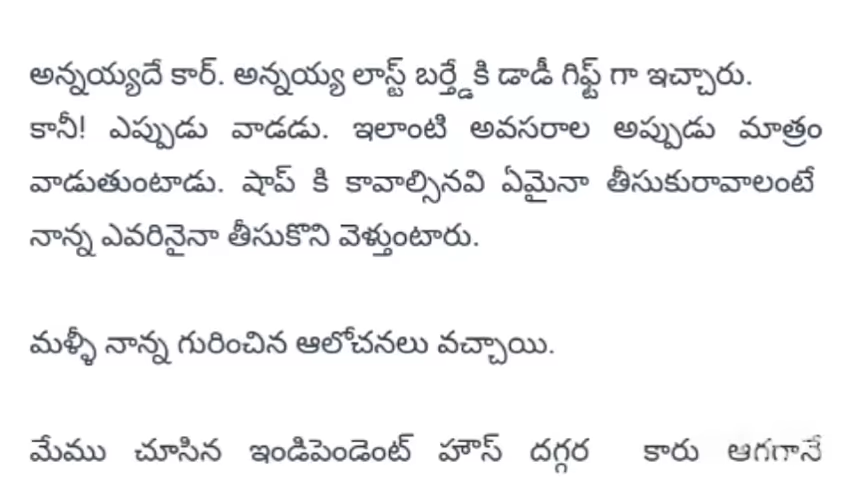 అన్నయ్యదే కార్. అన్నయ్య లాస్ట్ బర్త్డేకి డాడీ గిఫ్ట్ గా ఇచ్చారు.
కానీ! ఎప్పుడు వాడడు. ఇలాంటి అవసరాల అప్పుడు మాత్రం
వాడుతుంటాడు. షాప్ కి కావాల్సినవి ఏమైనా తీసుకురావాలంటే
నాన్న ఎవరినైనా తీసుకొని వెళ్తుంటారు.
మళ్ళీ నాన్న గురించిన ఆలోచనలు వచ్చాయి.
మేము చూసిన ఇండిపెండెంట్ హౌస్ దగ్గర కారు ఆగగానే